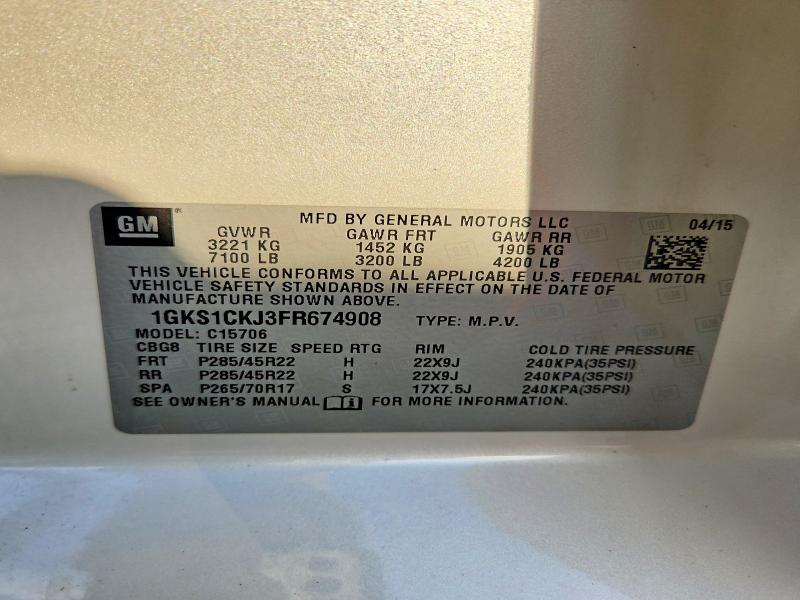 GM®
MFD BY GENERAL MOTORS LLC 04/15
GVWR GAWR FRT GAWR RR
3221 KG 1452 KG 1905 KG
7100 LB 3200 LB 4200 LB
THIS VEHICLE CONFORMS TO ALL APPLICABLE U.S. FEDERAL MOTOR
VEHICLE SAFETY STANDARDS IN EFFECT ON THE DATE OF
MANUFACTURE SHOWN ABOVE.
1GKS1CKJ3FR674908 TYPE: M.P.V.
MODEL: C15706
CBG8 TIRE SIZE SPEED RTG RIM COLD TIRE PRESSURE
FRT P285/45R22 H 22X9J 240KPA(35PSI)
RR P285/45R22 H 22X9J 240KPA(35PSI)
SPA P265/70R17 S 17X7.5J 240KPA(35PSI)
SEE OWNER'S MANUAL FOR MORE INFORMATION.